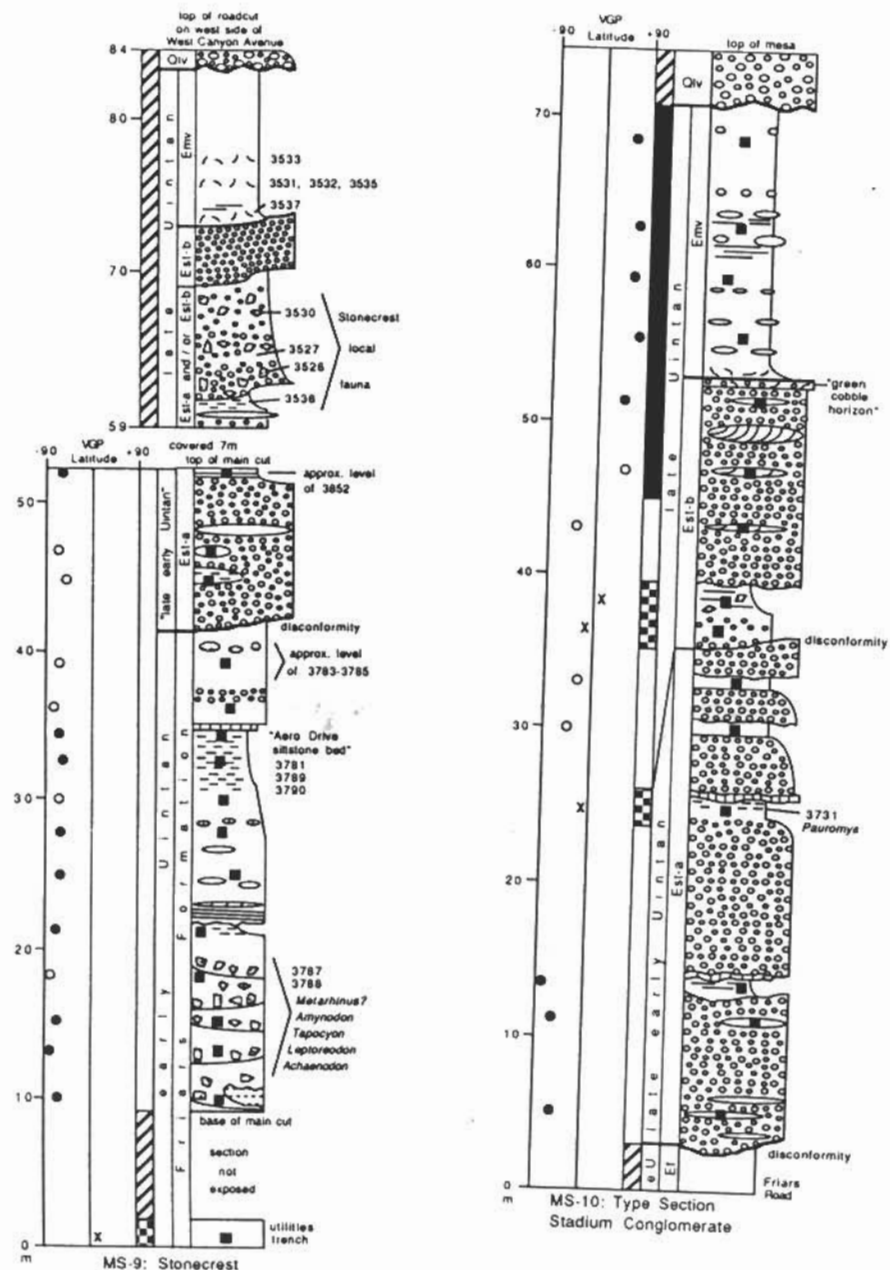 top of roadcut
on west side of
West Canyon Avenue
84
Qlv
80
Emv
3533
3531, 3532, 3535
3537
Est-b
70
late Uintan
Est-a and/or Est-b
3530
3527
3526
3536
Stonecrest
local
fauna
59
-90 VGP +90
Latitude
covered 7m
top of main cut
50
approx. level
of 3852
"late early Uintan"
Est-a
disconformity
40
approx. level
of 3783-3785
"Aero Drive
siltstone bed"
3781
3789
3790
30
early Uintan
Friars Formation
20
3787
3788
Metarhinus?
Amynodon
Tapocyon
Leptoreodon
Achaenodon
10
base of main cut
section
not
exposed
utilities
trench
0
m
x
MS-9: Stonecrest
-90 VGP +90
Latitude
top of mesa
Qlv
70
Emv
60
late Uintan
"green
cobble
horizon"
50
Est-b
40
x
x
disconformity
30
x
3731
Pauromys
20
late early Uintan
Est-a
10
disconformity
eU
Ef
Friars
Road
0
m
MS-10: Type Section
Stadium Conglomerate